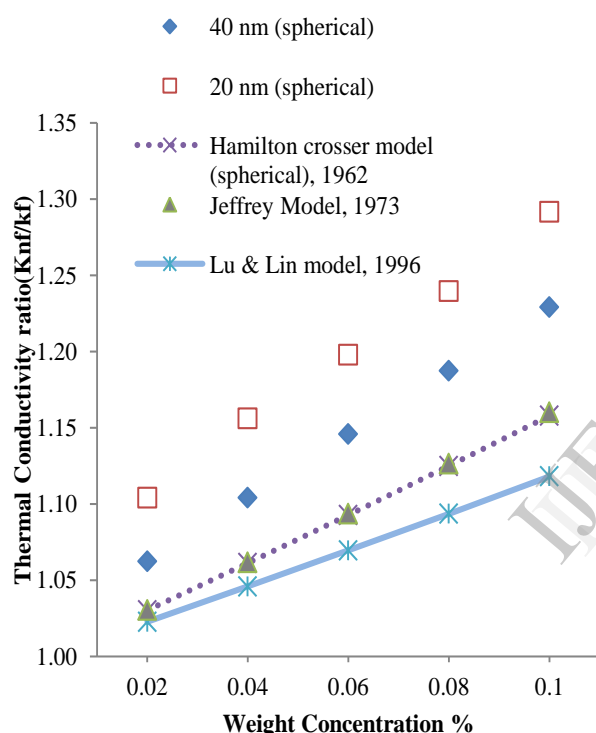 40 nm (spherical)
20 nm (spherical)
Hamilton crosser model
(spherical), 1962
Jeffrey Model, 1973
Lu & Lin model, 1996
Thermal Conductivity ratio(Knf/kf)
1.35
1.30
1.25
1.20
1.15
1.10
1.05
1.00
0.02 0.04 0.06 0.08 0.1
Weight Concentration %